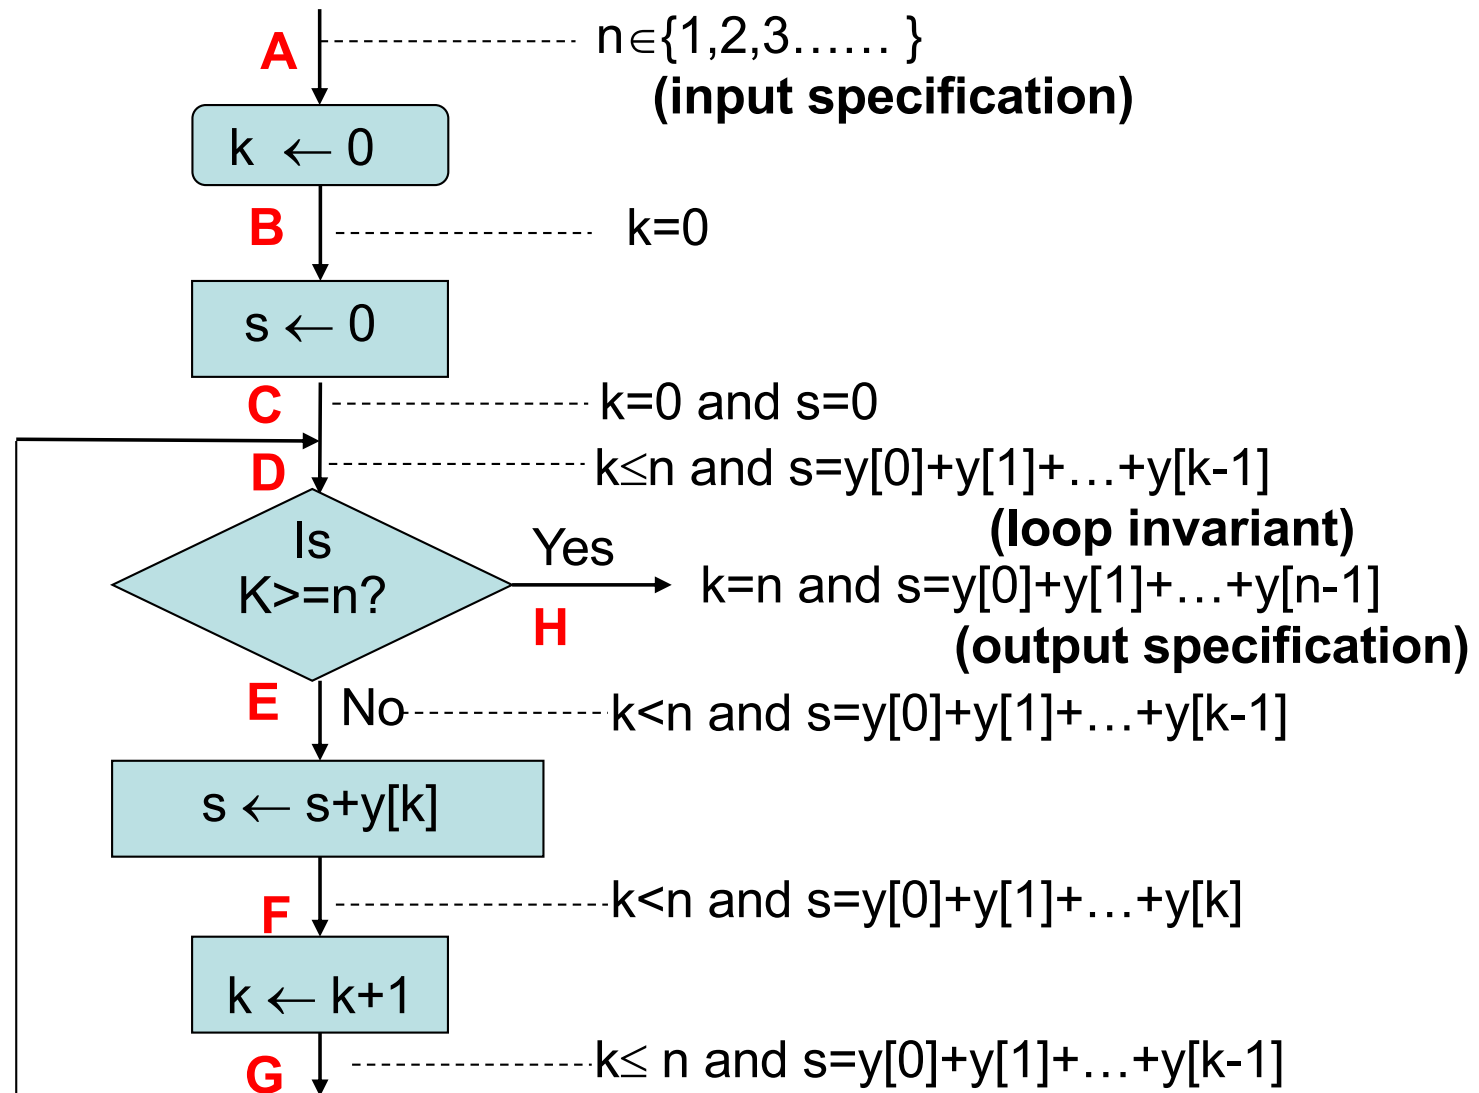 A
n∈{1,2,3…… }
(input specification)
k ← 0
B
k=0
s ← 0
C
k=0 and s=0
D
k≤n and s=y[0]+y[1]+…+y[k-1]
(loop invariant)
Is
K>=n?
Yes
H
k=n and s=y[0]+y[1]+…+y[n-1]
(output specification)
E
No
k<n and s=y[0]+y[1]+…+y[k-1]
s ← s+y[k]
F
k<n and s=y[0]+y[1]+…+y[k]
k ← k+1
G
k≤ n and s=y[0]+y[1]+…+y[k-1]